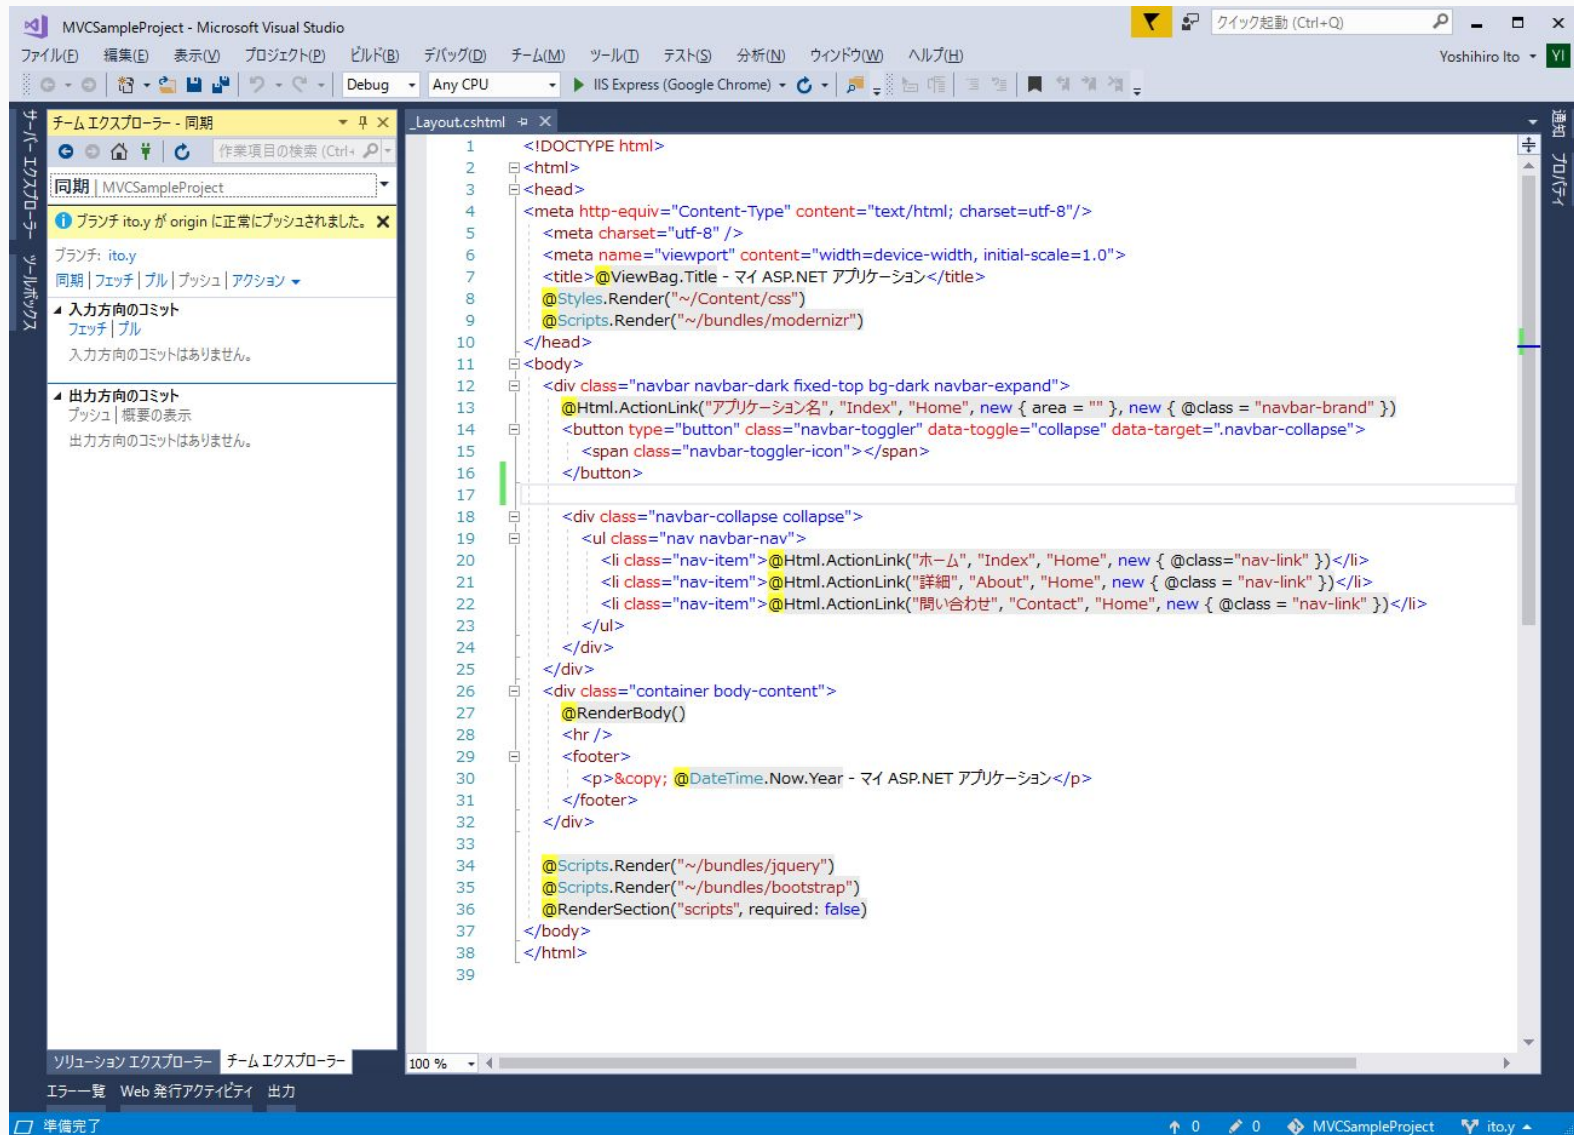 MVCSampleProject - Microsoft Visual Studio
クイック起動 (Ctrl+Q)
ファイル(F) 編集(E) 表示(V) プロジェクト(P) ビルド(B) デバッグ(D) チーム(M) ツール(T) テスト(S) 分析(N) ウィンドウ(W) ヘルプ(H)
Yoshihiro Ito YI
Debug Any CPU IIS Express (Google Chrome)
サーバー エクスプローラー
ツールボックス
チーム エクスプローラー - 同期
作業項目の検索 (Ctrl+
同期 | MVCSampleProject
ブランチ ito.y が origin に正常にプッシュされました。
ブランチ: ito.y
同期 | フェッチ | プル | プッシュ | アクション
入力方向のコミット
フェッチ | プル
入力方向のコミットはありません。
出力方向のコミット
プッシュ | 概要の表示
出力方向のコミットはありません。
ソリューション エクスプローラー チーム エクスプローラー
_Layout.cshtml
1 <!DOCTYPE html>
2 <html>
3 <head>
4 <meta http-equiv="Content-Type" content="text/html; charset=utf-8"/>
5 <meta charset="utf-8" />
6 <meta name="viewport" content="width=device-width, initial-scale=1.0">
7 <title>@ViewBag.Title - マイ ASP.NET アプリケーション</title>
8 @Styles.Render("~/Content/css")
9 @Scripts.Render("~/bundles/modernizr")
10 </head>
11 <body>
12 <div class="navbar navbar-dark fixed-top bg-dark navbar-expand">
13 @Html.ActionLink("アプリケーション名", "Index", "Home", new { area = "" }, new { @class = "navbar-brand" })
14 <button type="button" class="navbar-toggler" data-toggle="collapse" data-target=".navbar-collapse">
15 <span class="navbar-toggler-icon"></span>
16 </button>
17
18 <div class="navbar-collapse collapse">
19 <ul class="nav navbar-nav">
20 <li class="nav-item">@Html.ActionLink("ホーム", "Index", "Home", new { @class="nav-link" })</li>
21 <li class="nav-item">@Html.ActionLink("詳細", "About", "Home", new { @class = "nav-link" })</li>
22 <li class="nav-item">@Html.ActionLink("問い合わせ", "Contact", "Home", new { @class = "nav-link" })</li>
23 </ul>
24 </div>
25 </div>
26 <div class="container body-content">
27 @RenderBody()
28 <hr />
29 <footer>
30 <p>&copy; @DateTime.Now.Year - マイ ASP.NET アプリケーション</p>
31 </footer>
32 </div>
33
34 @Scripts.Render("~/bundles/jquery")
35 @Scripts.Render("~/bundles/bootstrap")
36 @RenderSection("scripts", required: false)
37 </body>
38 </html>
39
100 %
通知
プロパティ
エラー一覧 Web 発行アクティビティ 出力
準備完了
0 0 MVCSampleProject ito.y